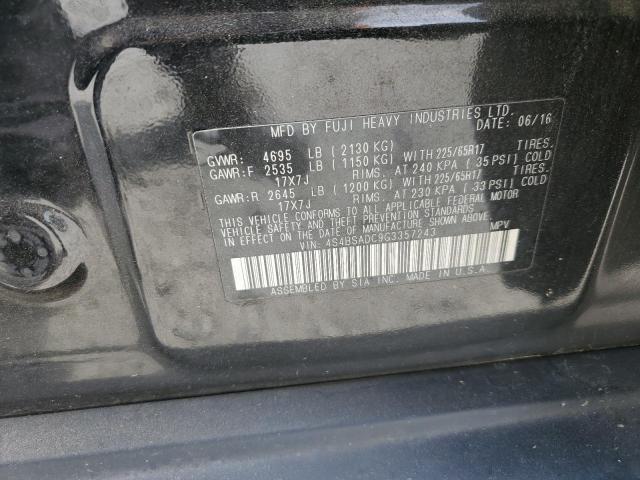 MFD BY FUJI HEAVY INDUSTRIES LTD.
DATE: 06/16
GVWR: 4695 LB (2130 KG)
GAWR:F 2535 LB (1150 KG) WITH 225/65R17 TIRES.
17X7J RIMS. AT 240 KPA (35 PSI) COLD
GAWR:R 2645 LB (1200 KG) WITH 225/65R17 TIRES.
17X7J RIMS. AT 230 KPA (33 PSI) COLD
THIS VEHICLE CONFORMS TO ALL APPLICABLE FEDERAL MOTOR
VEHICLE SAFETY AND THEFT PREVENTION STANDARDS
IN EFFECT ON THE DATE OF MANUFACTURE SHOWN ABOVE.
VIN: 4S4BSADC9G3357243 MPV
ASSEMBLED BY SIA INC. MADE IN U.S.A.